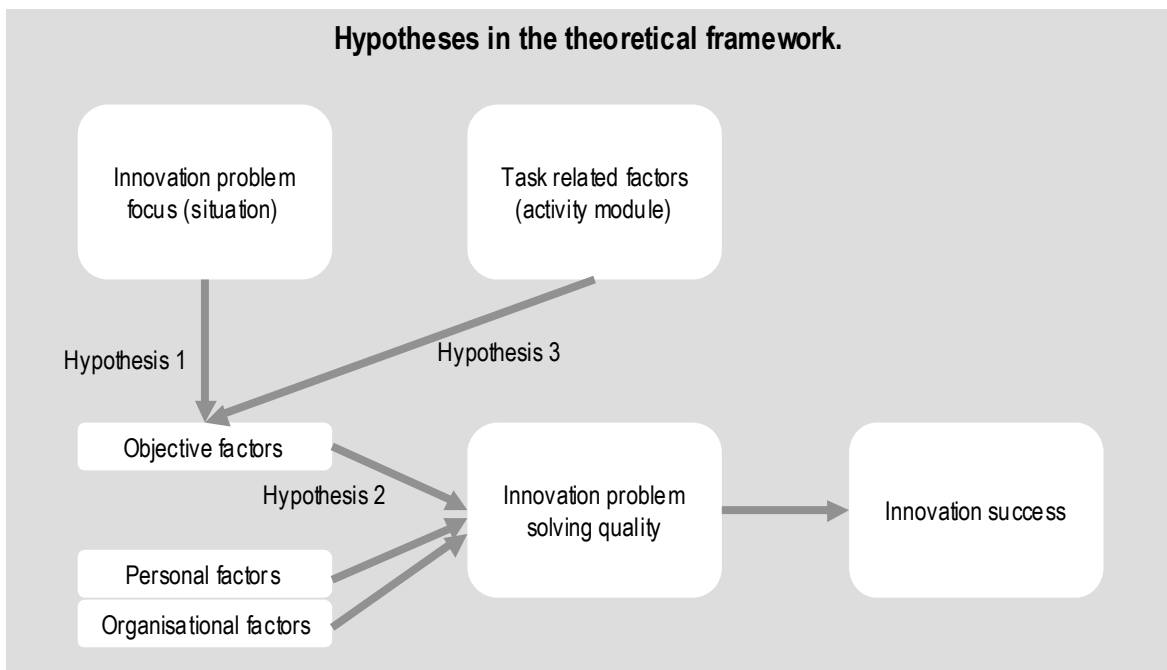 Hypotheses in the theoretical framework.
Innovation problem
focus (situation)
Task related factors
(activity module)
Hypothesis 1
Hypothesis 3
Objective factors
Hypothesis 2
Innovation problem
solving quality
Innovation success
Personal factors
Organisational factors